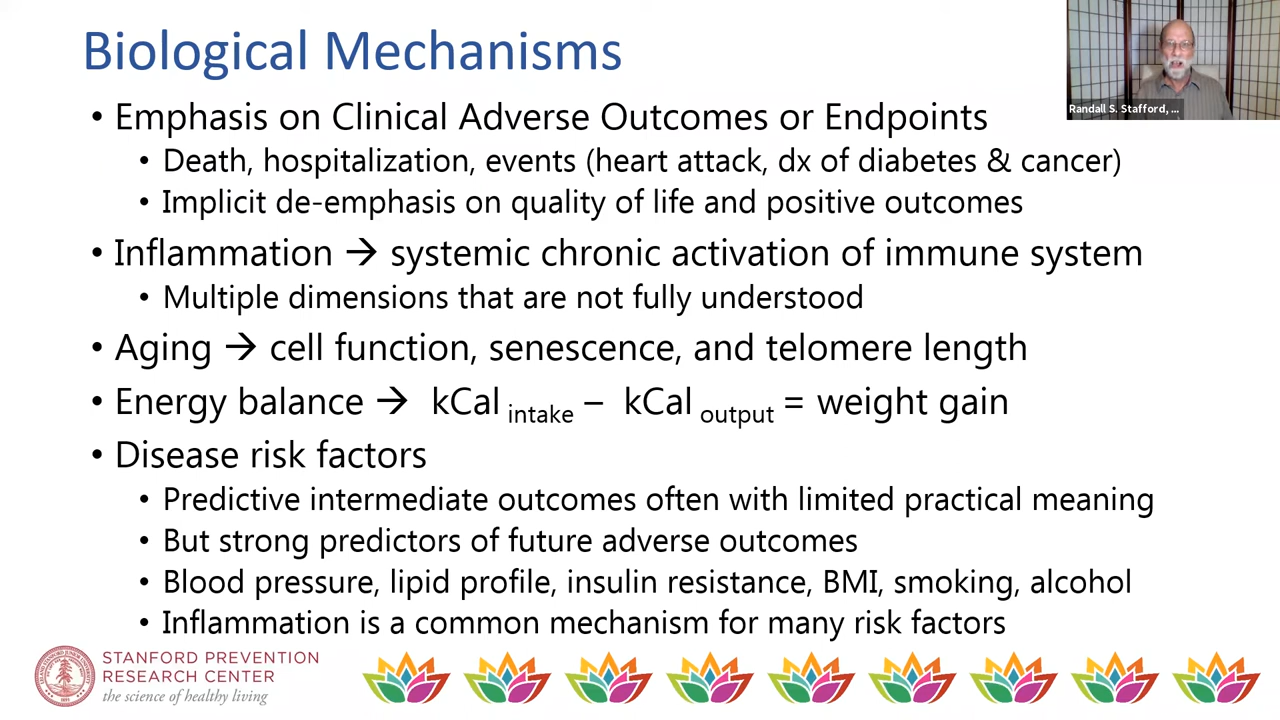 Biological Mechanisms
Randall S. Stafford, ...
• Emphasis on Clinical Adverse Outcomes or Endpoints
• Death, hospitalization, events (heart attack, dx of diabetes & cancer)
• Implicit de-emphasis on quality of life and positive outcomes
• Inflammation → systemic chronic activation of immune system
• Multiple dimensions that are not fully understood
• Aging → cell function, senescence, and telomere length
• Energy balance → kCal intake – kCal output = weight gain
• Disease risk factors
• Predictive intermediate outcomes often with limited practical meaning
• But strong predictors of future adverse outcomes
• Blood pressure, lipid profile, insulin resistance, BMI, smoking, alcohol
• Inflammation is a common mechanism for many risk factors
STANFORD PREVENTION
RESEARCH CENTER
the science of healthy living